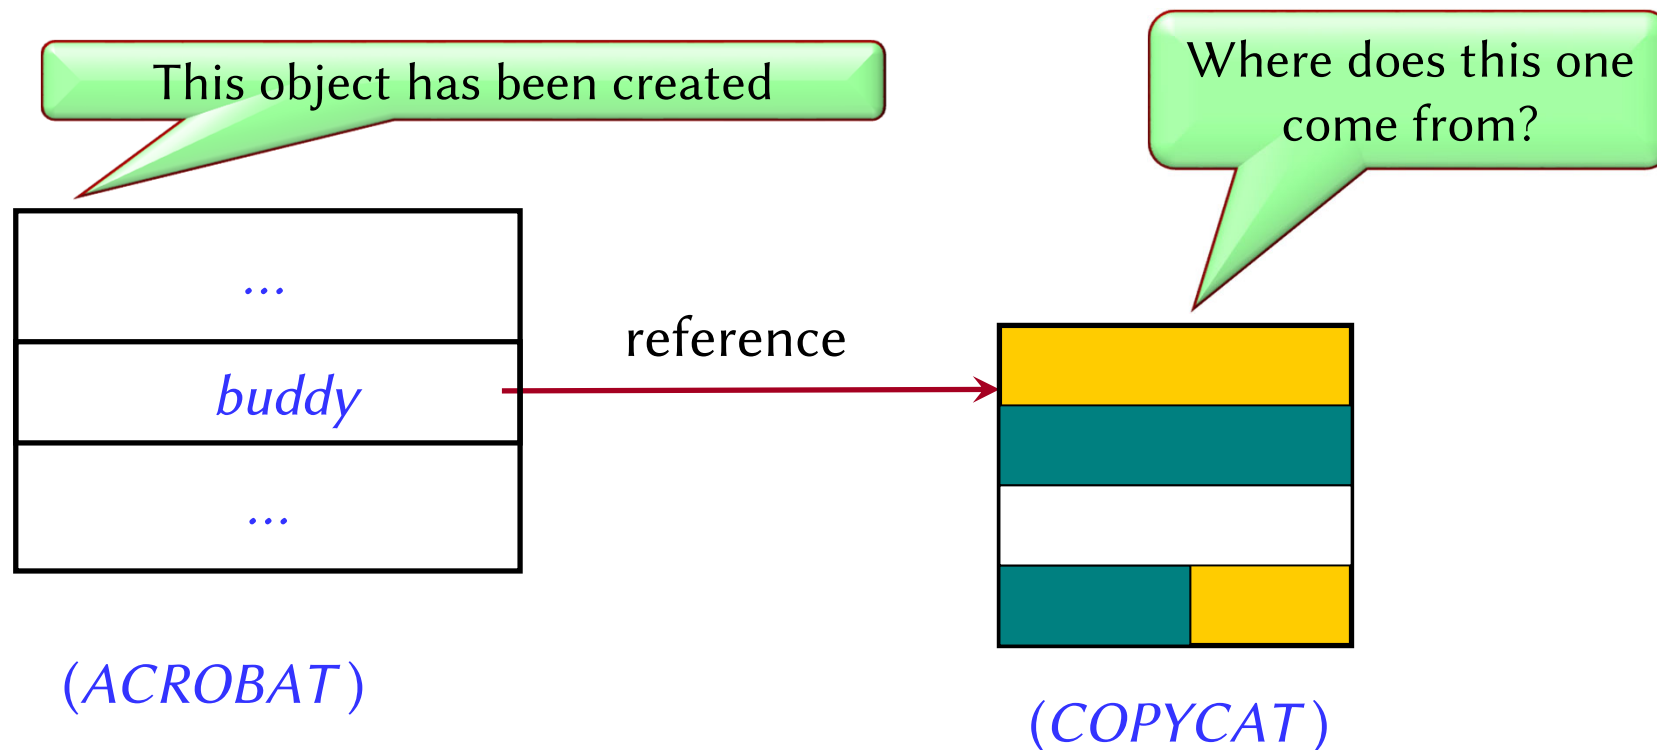 This object has been created
Where does this one
come from?
...
reference
buddy
...
(ACROBAT)
(COPYCAT)